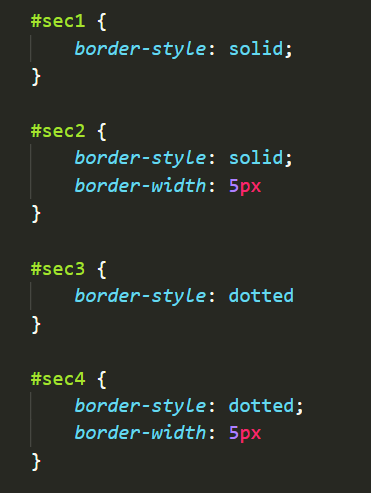 #sec1 {
    border-style: solid;
}

#sec2 {
    border-style: solid;
    border-width: 5px
}

#sec3 {
    border-style: dotted
}

#sec4 {
    border-style: dotted;
    border-width: 5px
}